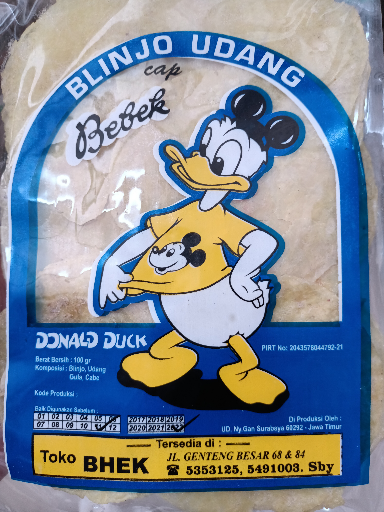 BLINJO UDANG
cap
Bebek
DONALD DUCK
Berat Bersih : 100 gr
Komposisi : Blinjo, Udang
Gula, Cabe
PIRT No: 2043578044792-21
Kode Produksi :
Baik Digunakan Sebelum :
01 02 03 04 05 2017 2018 2019
07 08 09 10 12 2020 2021
Di Produksi Oleh :
UD. Ny Gan Surabaya 60292 - Jawa Timur
Tersedia di :
Toko BHEK
JL. GENTENG BESAR 68 & 84
☎ 5353125, 5491003. Sby